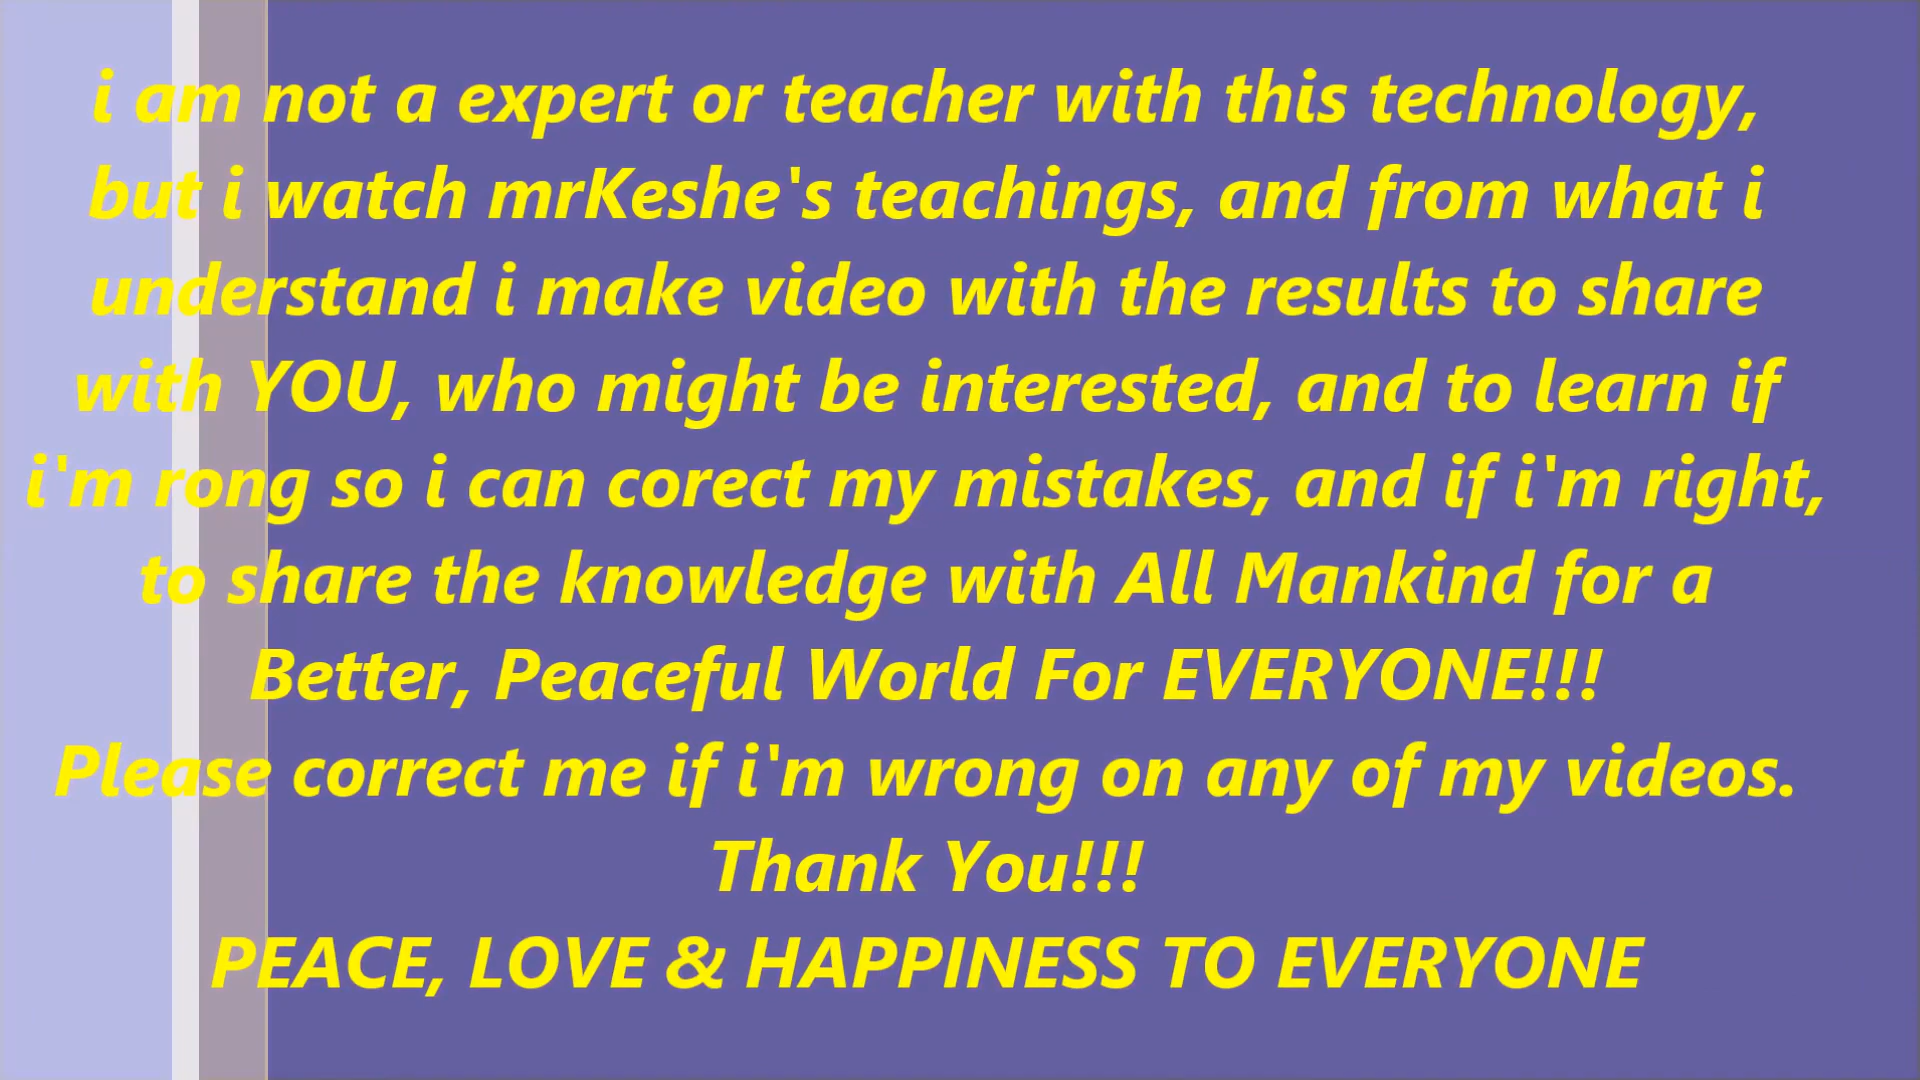 i am not a expert or teacher with this technology,
but i watch mrKeshe's teachings, and from what i
understand i make video with the results to share
with YOU, who might be interested, and to learn if
i'm rong so i can corect my mistakes, and if i'm right,
to share the knowledge with All Mankind for a
Better, Peaceful World For EVERYONE!!!
Please correct me if i'm wrong on any of my videos.
Thank You!!!
PEACE, LOVE & HAPPINESS TO EVERYONE